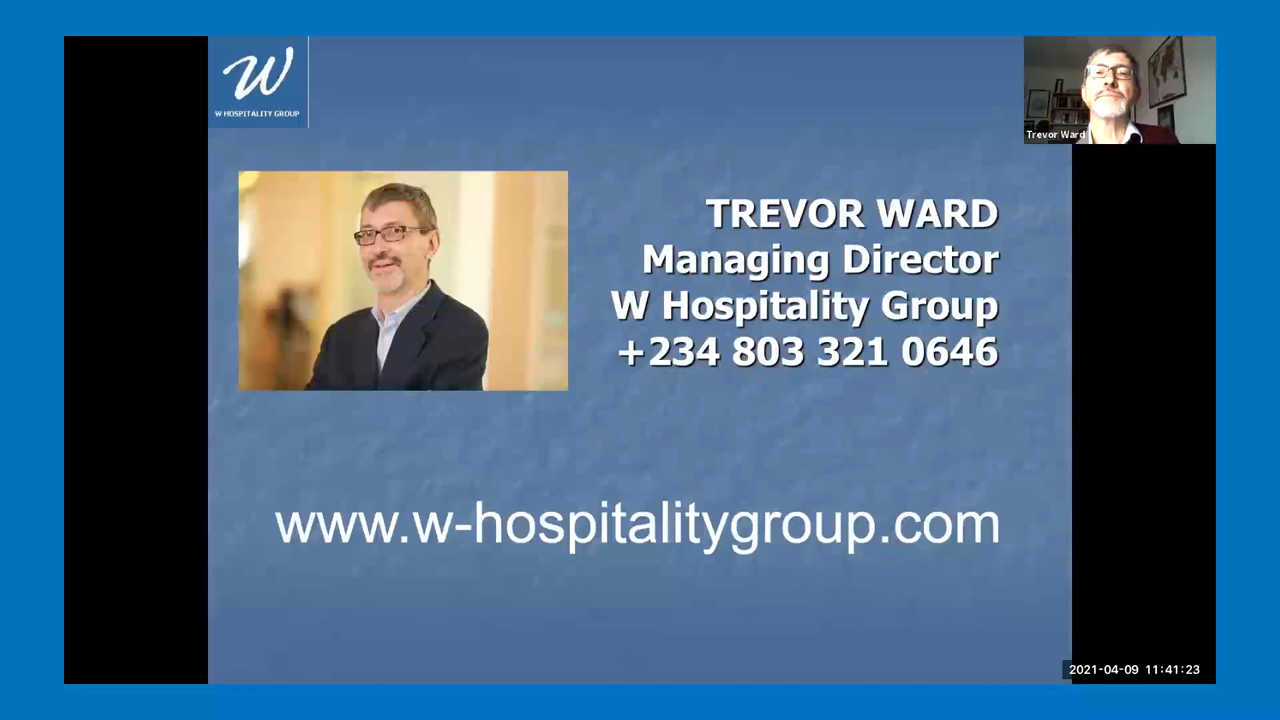 W
W HOSPITALITY GROUP
Trevor Ward
TREVOR WARD
Managing Director
W Hospitality Group
+234 803 321 0646
www.w-hospitalitygroup.com
2021-04-09 11:41:23